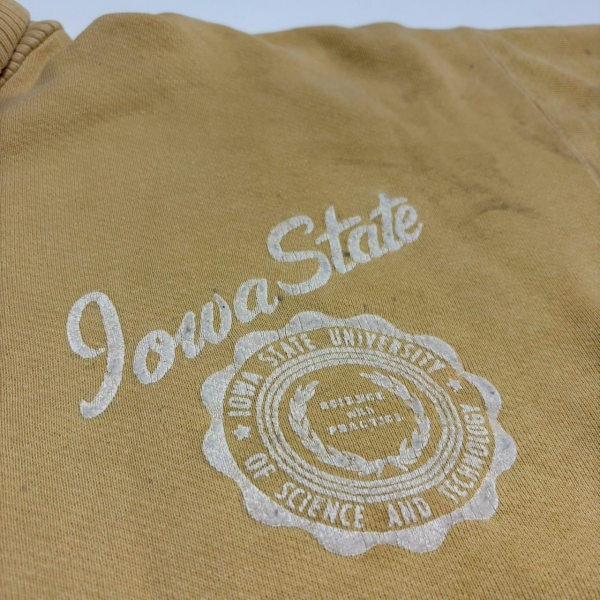 Iowa State
IOWA STATE UNIVERSITY
OF SCIENCE AND TECHNOLOGY
SCIENCE
WITH
PRACTICE